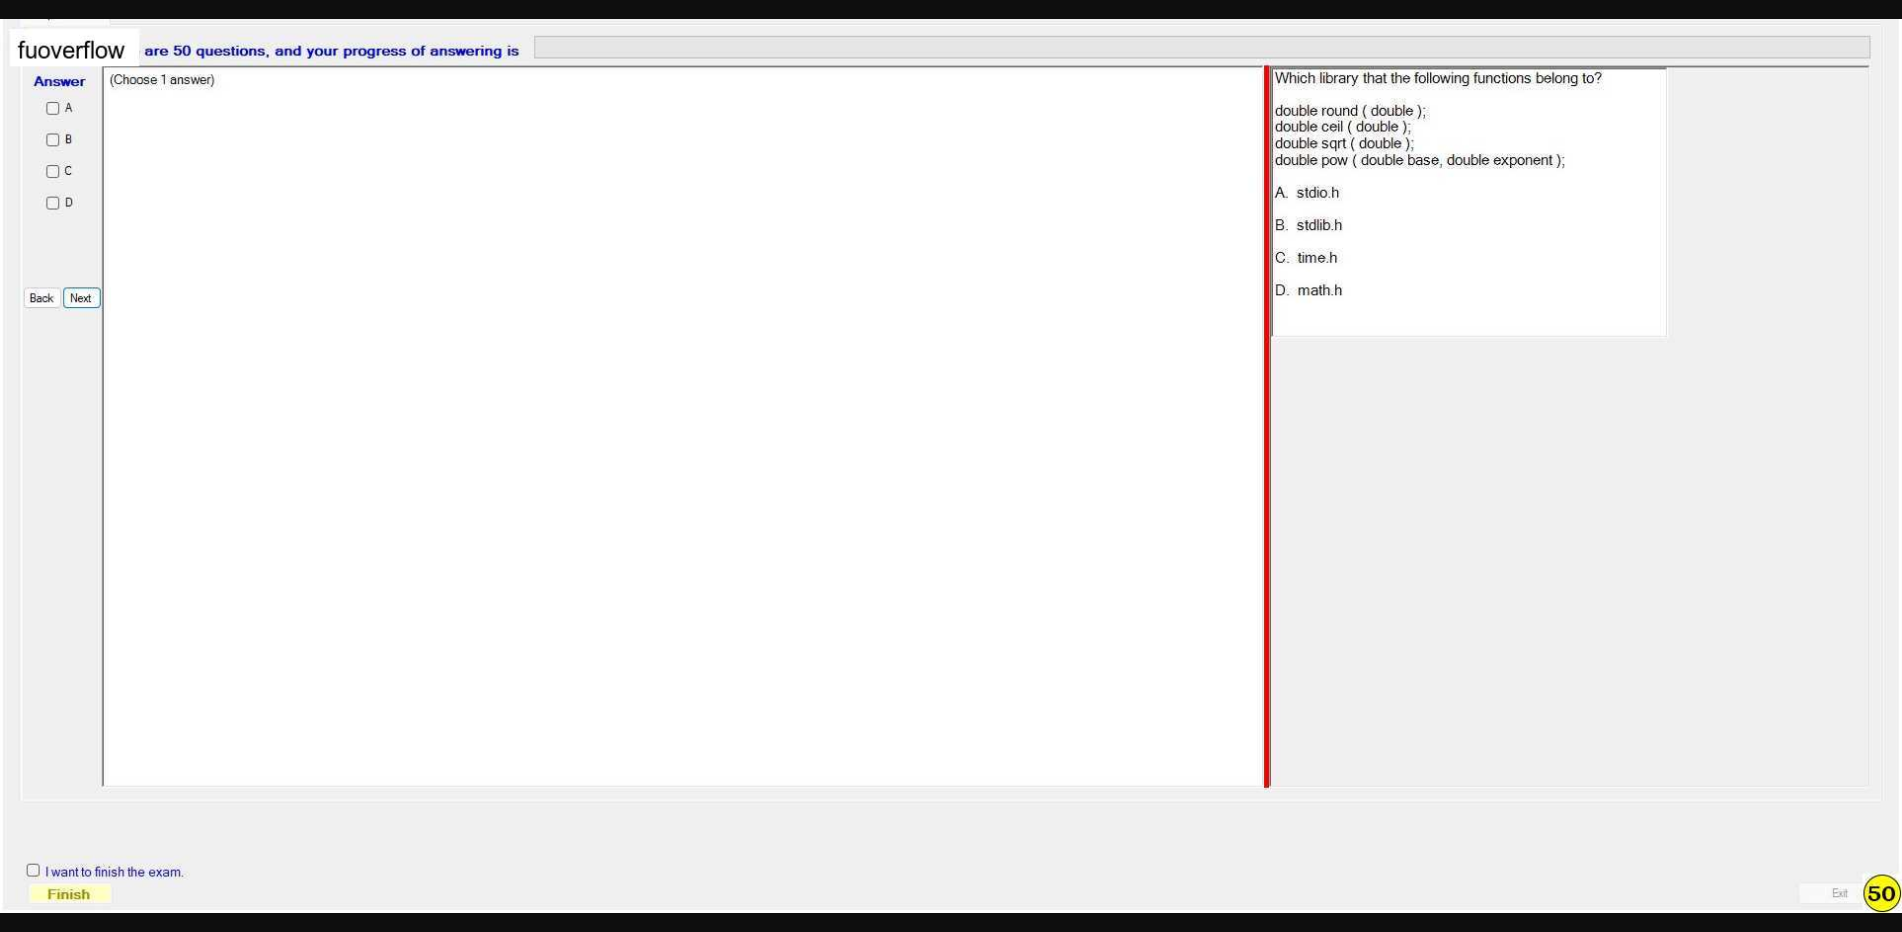 fuoverflow are 50 questions, and your progress of answering is
Answer
(Choose 1 answer)
A
B
C
D
Back Next
Which library that the following functions belong to?
double round ( double );
double ceil ( double );
double sqrt ( double );
double pow ( double base, double exponent );
A. stdio.h
B. stdlib.h
C. time.h
D. math.h
I want to finish the exam.
Finish
Exit
50